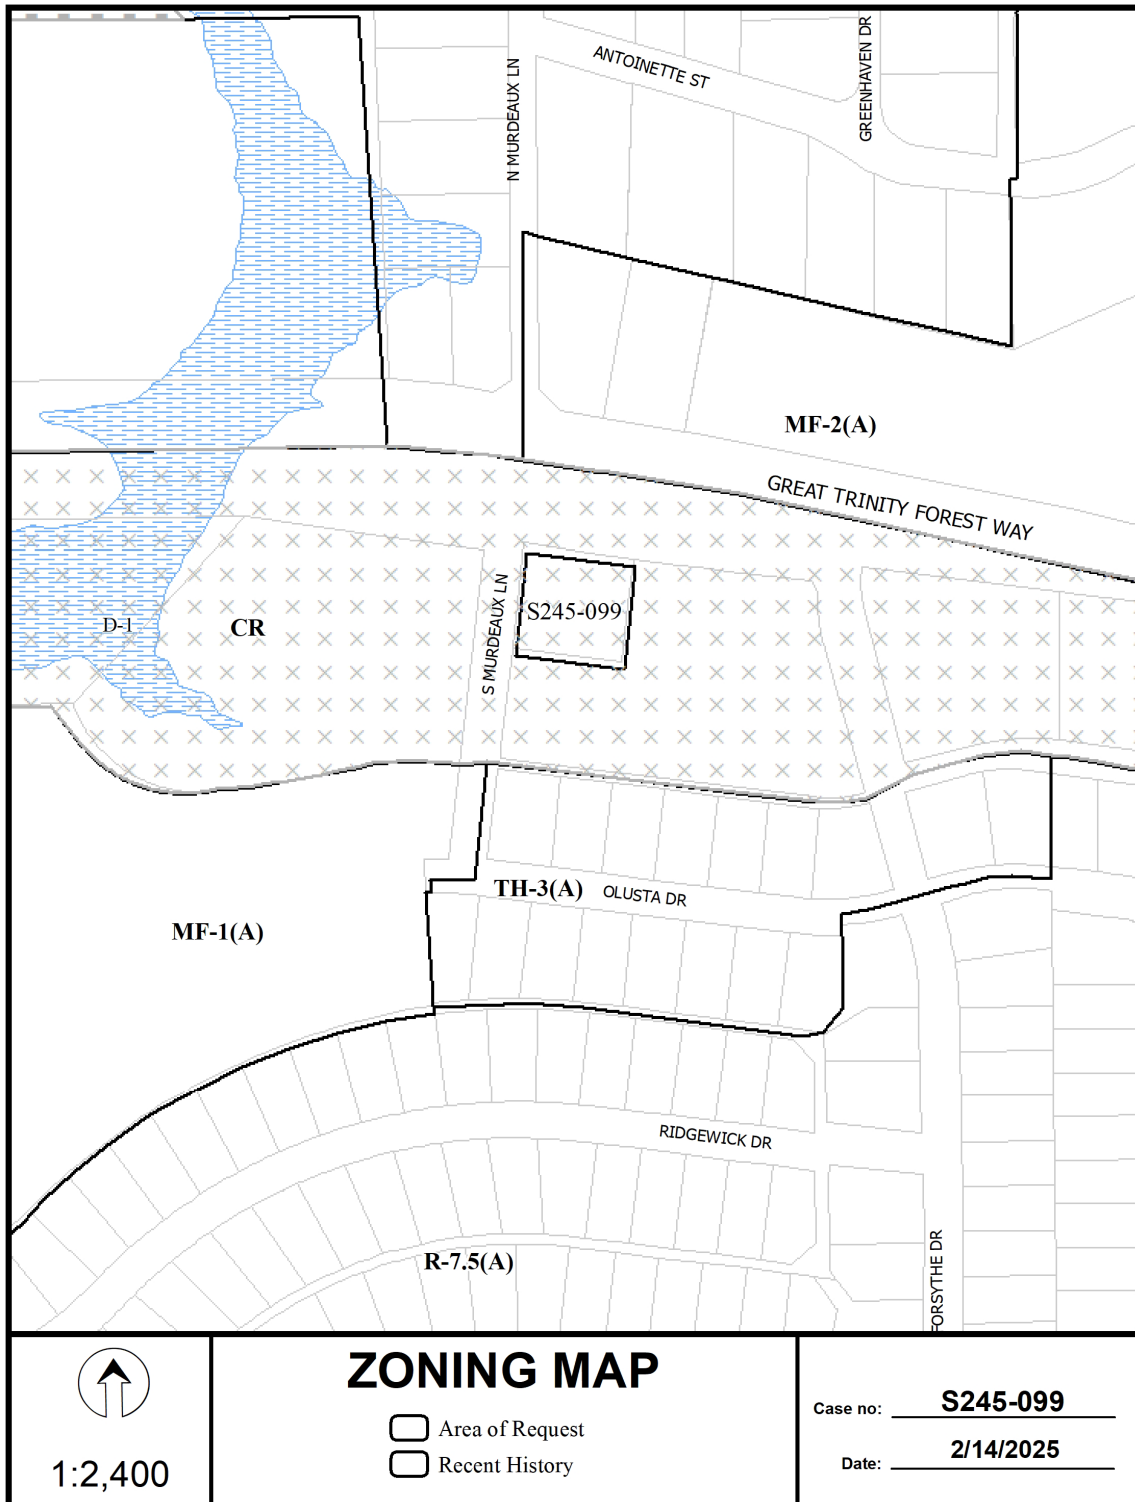 ANTOINETTE ST
GREENHAVEN DR
N MURDEAUX LN
MF-2(A)
GREAT TRINITY FOREST WAY
S245-099
S MURDEAUX LN
D-1
CR
TH-3(A)
OLUSTA DR
MF-1(A)
RIDGEWICK DR
R-7.5(A)
FORSYTHE DR
1:2,400
ZONING MAP
Area of Request
Recent History
Case no: S245-099
Date: 2/14/2025